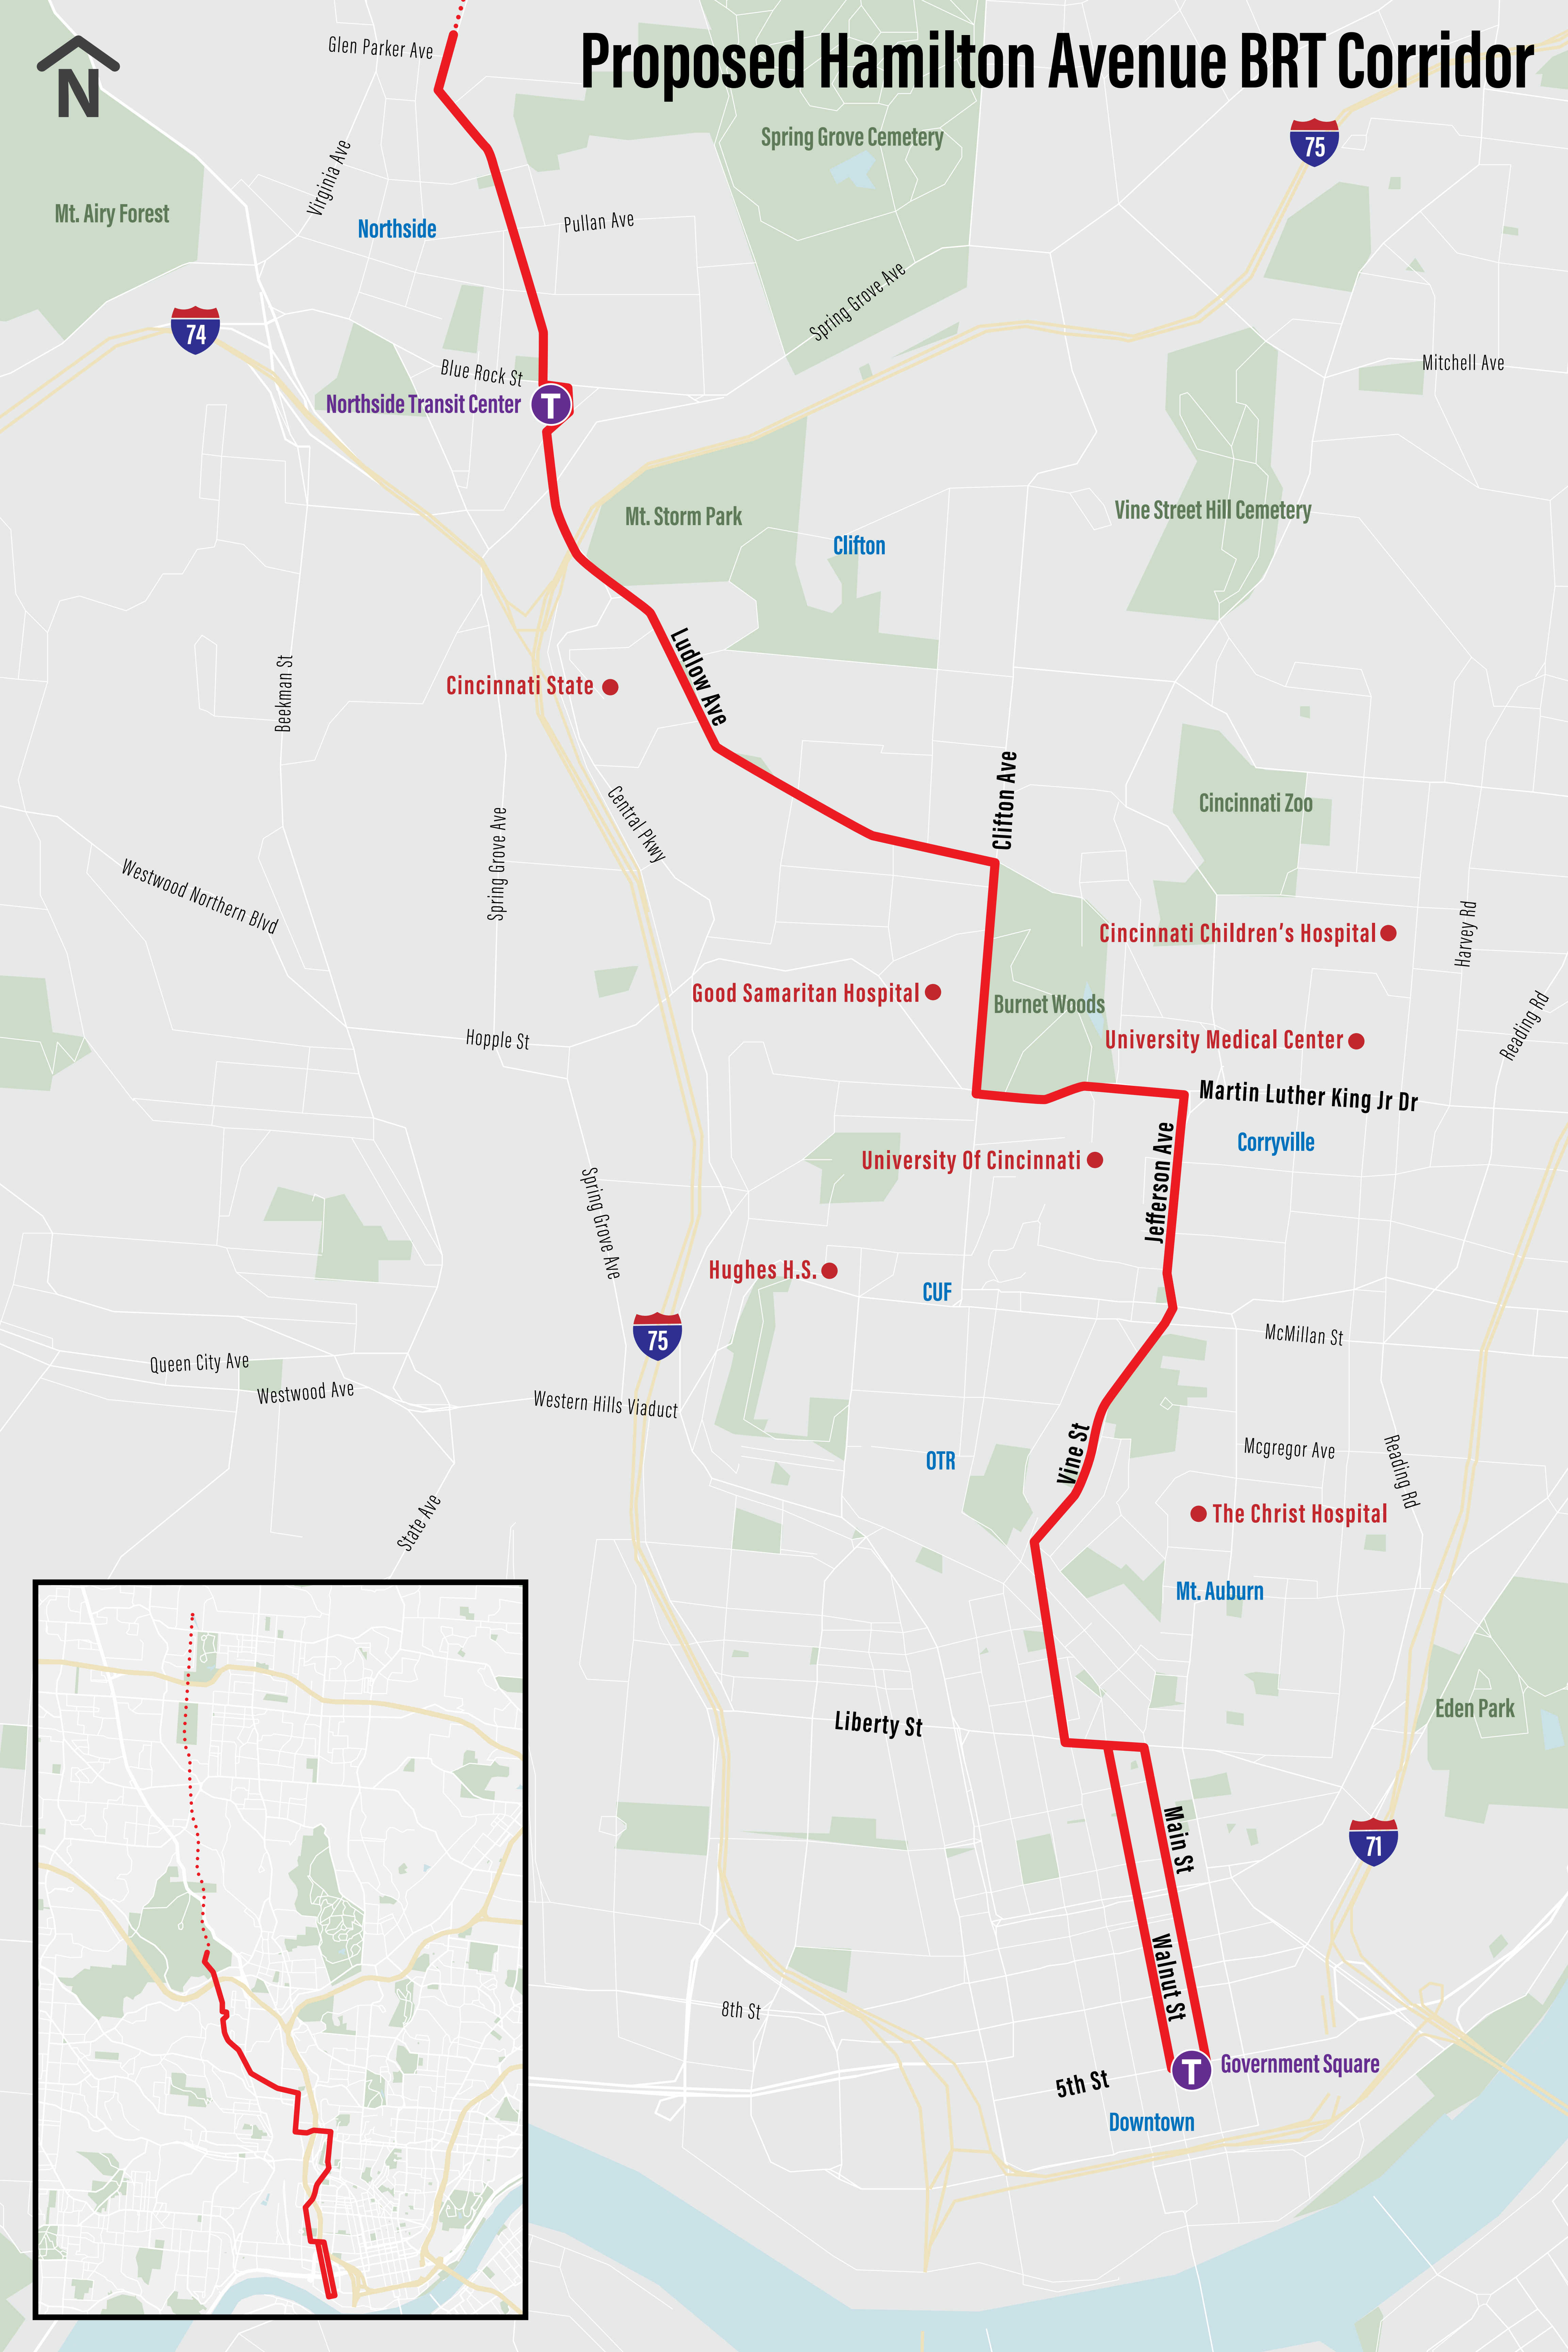 Proposed Hamilton Avenue BRT Corridor
N
Glen Parker Ave
Spring Grove Cemetery
75
Virginia Ave
Mt. Airy Forest
Northside
Pullan Ave
Spring Grove Ave
74
Mitchell Ave
Blue Rock St
Northside Transit Center
T
Mt. Storm Park
Vine Street Hill Cemetery
Clifton
Ludlow Ave
Cincinnati State
Beekman St
Clifton Ave
Cincinnati Zoo
Central Pkwy
Spring Grove Ave
Westwood Northern Blvd
Cincinnati Children's Hospital
Harvey Rd
Good Samaritan Hospital
Burnet Woods
Reading Rd
Hopple St
University Medical Center
Martin Luther King Jr Dr
Corryville
University Of Cincinnati
Jefferson Ave
Spring Grove Ave
Hughes H.S.
CUF
75
McMillan St
Queen City Ave
Westwood Ave
Western Hills Viaduct
Vine St
OTR
Mcgregor Ave
Reading Rd
State Ave
The Christ Hospital
Mt. Auburn
Liberty St
Eden Park
Main St
71
Walnut St
8th St
Government Square
T
5th St
Downtown